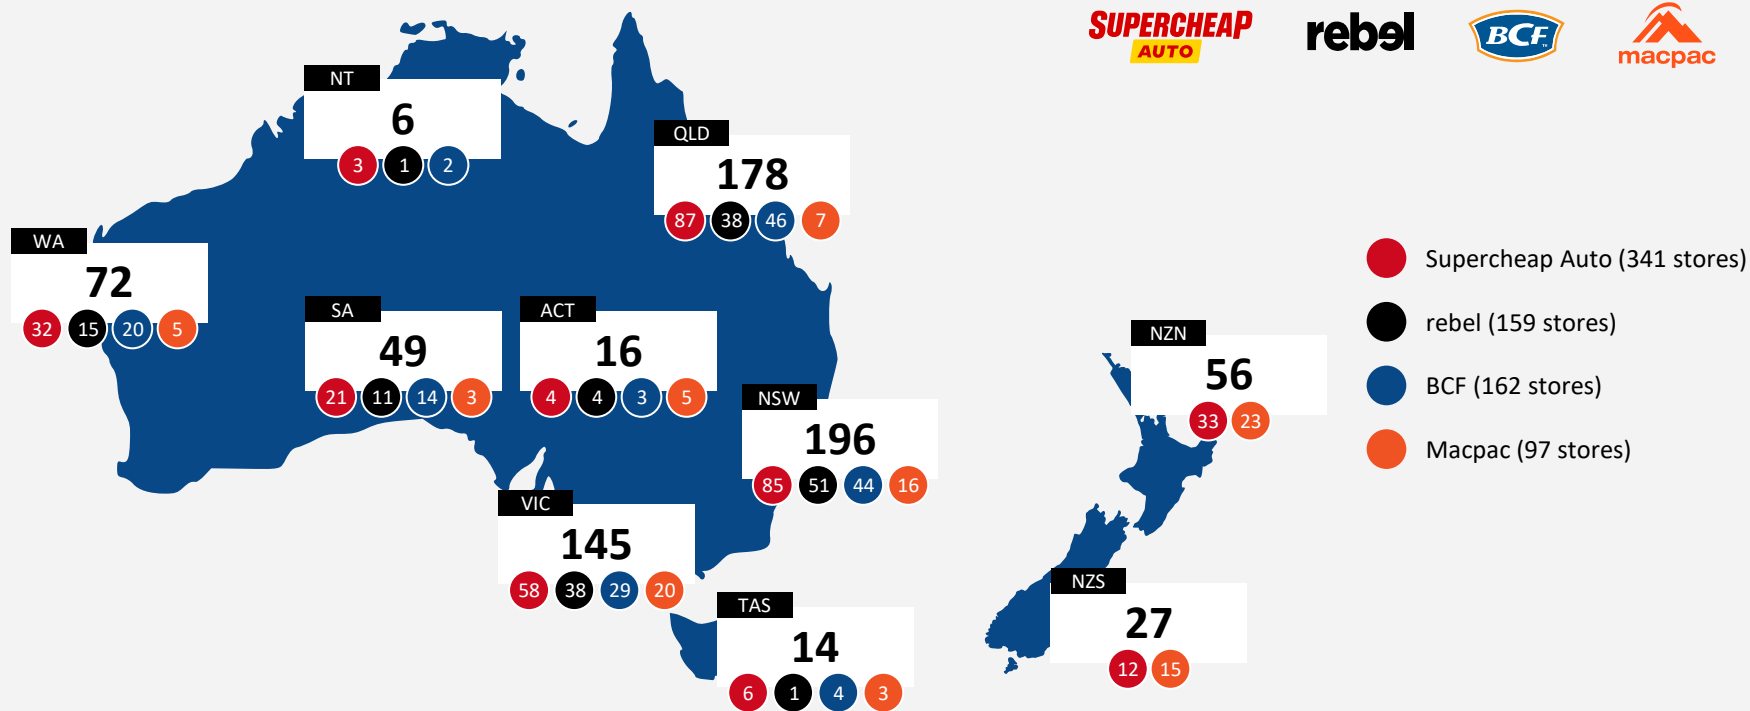 SUPERCHEAP
AUTO
rebel
BCF
macpac
NT
6
3 1 2
QLD
178
87 38 46 7
WA
72
32 15 20 5
SA
49
21 11 14 3
ACT
16
4 4 3 5
NSW
196
85 51 44 16
VIC
145
58 38 29 20
TAS
14
6 1 4 3
NZN
56
33 23
NZS
27
12 15
Supercheap Auto (341 stores)
rebel (159 stores)
BCF (162 stores)
Macpac (97 stores)